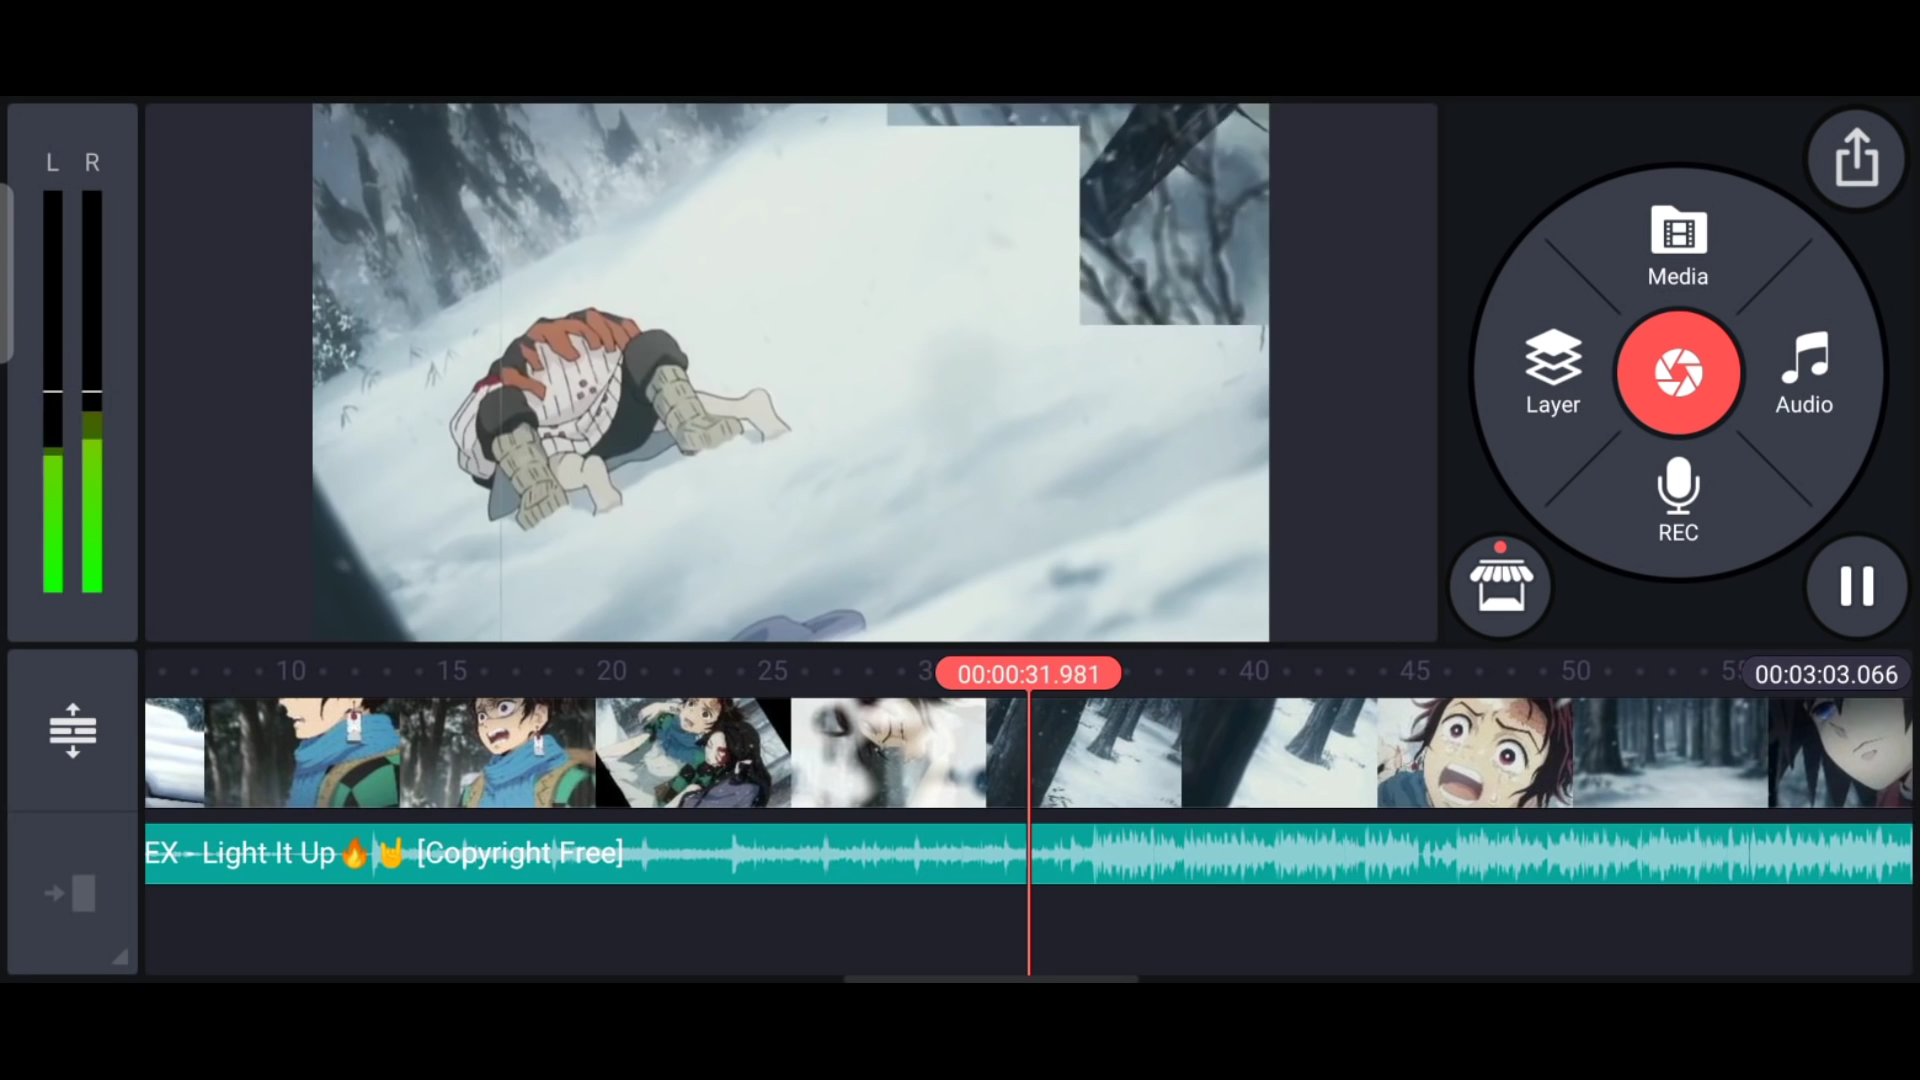 L R
Media
Layer
Audio
REC
10 15 20 25 3 00:00:31.981 40 45 50 5 00:03:03.066
EX - Light It Up🔥🤘 [Copyright Free]